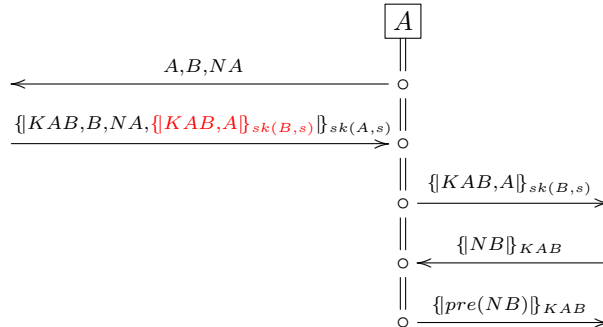 A
A,B,NA
{|KAB,B,NA,{|KAB,A|}sk(B,s)|}sk(A,s)
{|KAB,A|}sk(B,s)
{|NB|}KAB
{|pre(NB)|}KAB